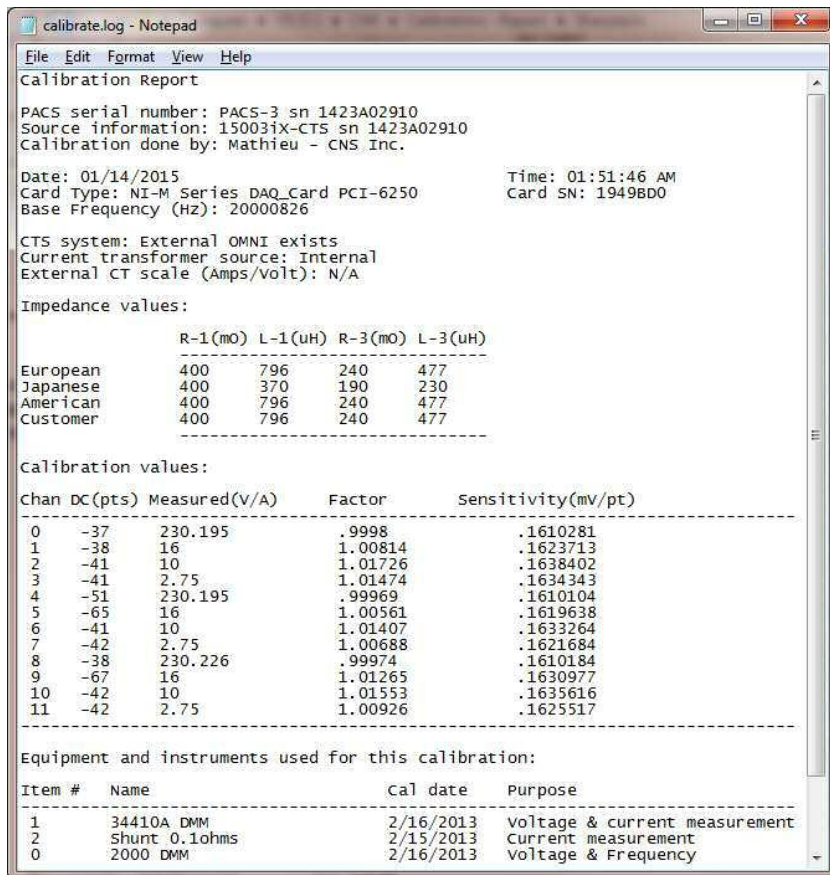 calibrate.log - Notepad
File Edit Format View Help
Calibration Report
PACS serial number: PACS-3 sn 1423A02910
Source information: 15003iX-CTS sn 1423A02910
Calibration done by: Mathieu - CNS Inc.
Date: 01/14/2015 Time: 01:51:46 AM
Card Type: NI-M Series DAQ_Card PCI-6250 Card SN: 1949BD0
Base Frequency (Hz): 20000826
CTS system: External OMNI exists
Current transformer source: Internal
External CT scale (Amps/Volt): N/A
Impedance values:
R-1(mO) L-1(uH) R-3(mO) L-3(uH)
-------------------------------
European 400 796 240 477
Japanese 400 370 190 230
American 400 796 240 477
Customer 400 796 240 477
-------------------------------
Calibration values:
Chan DC(pts) Measured(V/A) Factor Sensitivity(mV/pt)
------------------------------------------------------------------------------
0 -37 230.195 .9998 .1610281
1 -38 16 1.00814 .1623713
2 -41 10 1.01726 .1638402
3 -41 2.75 1.01474 .1634343
4 -51 230.195 .99969 .1610104
5 -65 16 1.00561 .1619638
6 -41 10 1.01407 .1633264
7 -42 2.75 1.00688 .1621684
8 -38 230.226 .99974 .1610184
9 -67 16 1.01265 .1630977
10 -42 10 1.01553 .1635616
11 -42 2.75 1.00926 .1625517
------------------------------------------------------------------------------
Equipment and instruments used for this calibration:
Item # Name Cal date Purpose
------------------------------------------------------------------------------
1 34410A DMM 2/16/2013 Voltage & current measurement
2 Shunt 0.1ohms 2/15/2013 Current measurement
0 2000 DMM 2/16/2013 Voltage & Frequency